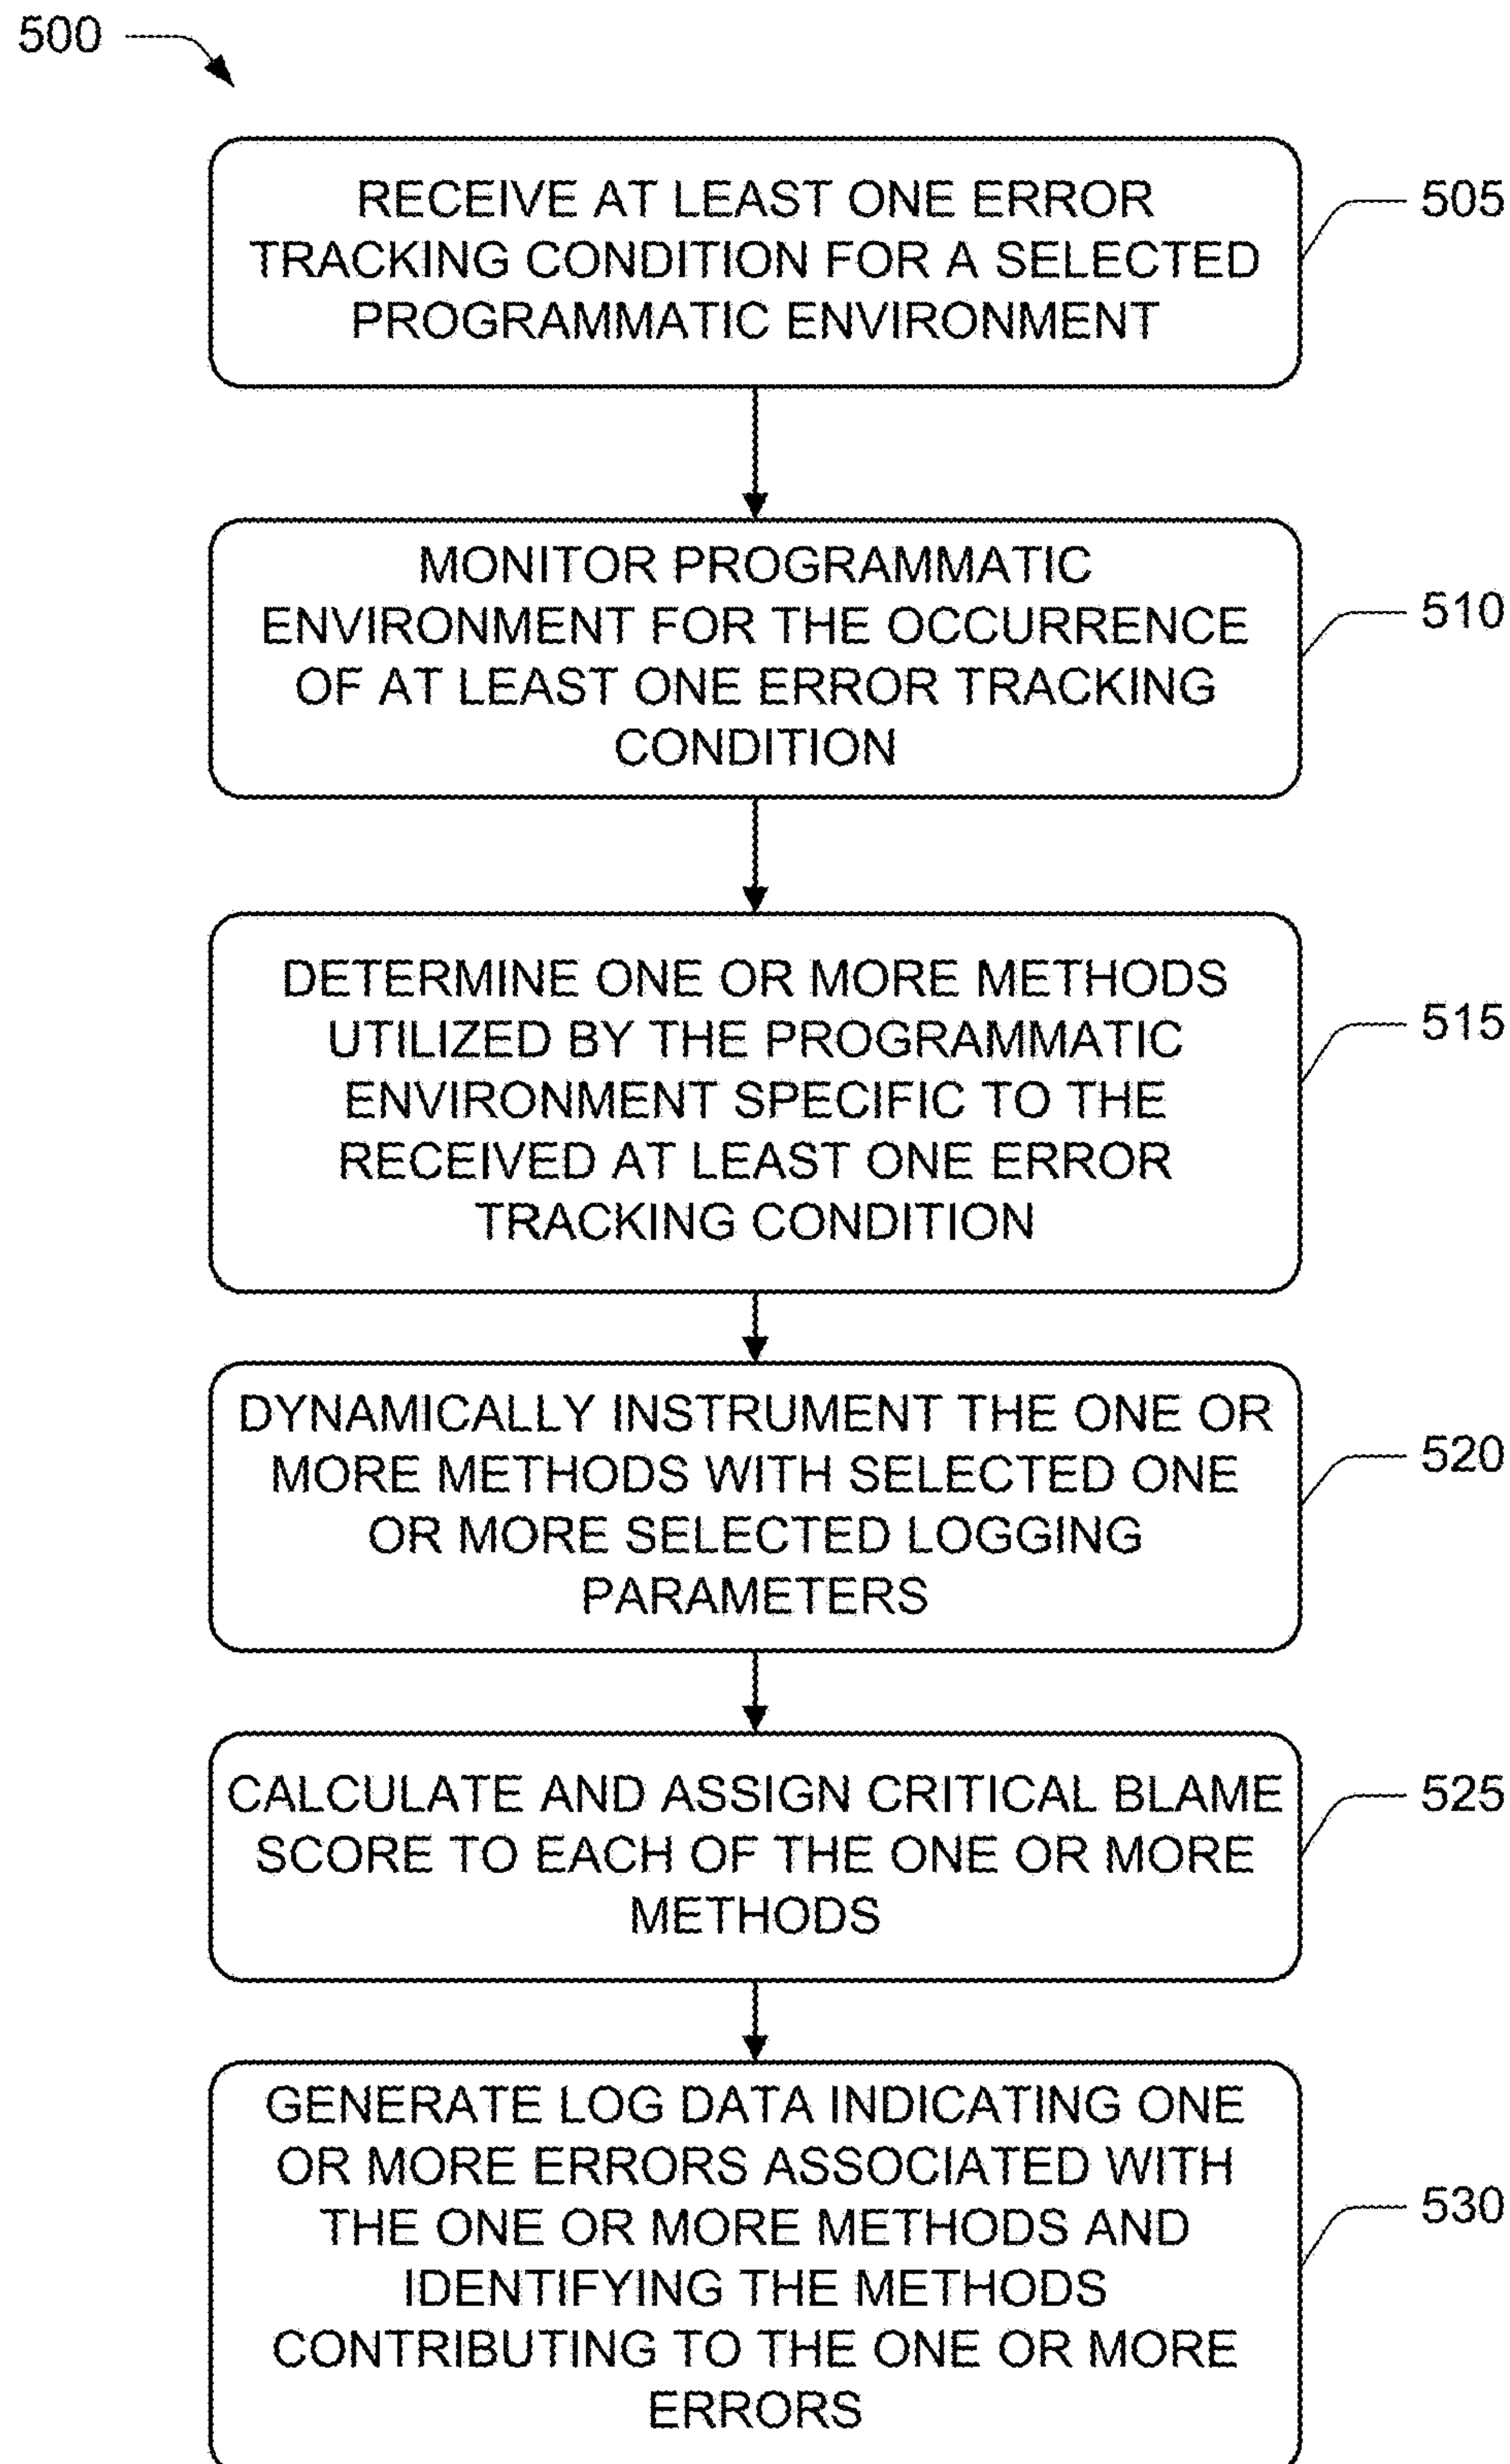 500
RECEIVE AT LEAST ONE ERROR
TRACKING CONDITION FOR A SELECTED
PROGRAMMATIC ENVIRONMENT
505
MONITOR PROGRAMMATIC
ENVIRONMENT FOR THE OCCURRENCE
OF AT LEAST ONE ERROR TRACKING
CONDITION
510
DETERMINE ONE OR MORE METHODS
UTILIZED BY THE PROGRAMMATIC
ENVIRONMENT SPECIFIC TO THE
RECEIVED AT LEAST ONE ERROR
TRACKING CONDITION
515
DYNAMICALLY INSTRUMENT THE ONE OR
MORE METHODS WITH SELECTED ONE
OR MORE SELECTED LOGGING
PARAMETERS
520
CALCULATE AND ASSIGN CRITICAL BLAME
SCORE TO EACH OF THE ONE OR MORE
METHODS
525
GENERATE LOG DATA INDICATING ONE
OR MORE ERRORS ASSOCIATED WITH
THE ONE OR MORE METHODS AND
IDENTIFYING THE METHODS
CONTRIBUTING TO THE ONE OR MORE
ERRORS
530